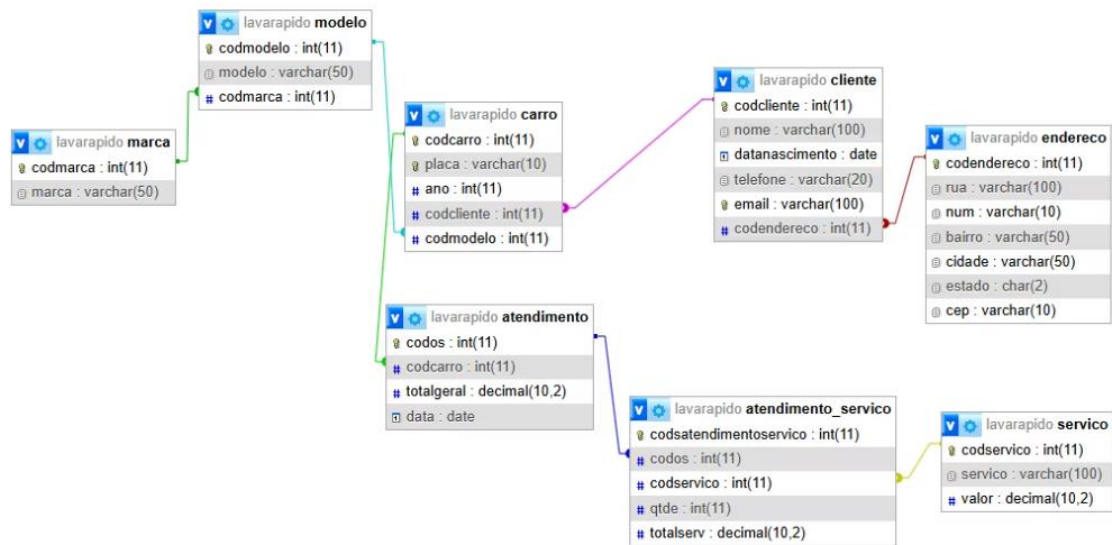 lavarapido modelo
codmodelo : int(11)
modelo : varchar(50)
codmarca : int(11)
lavarapido marca
codmarca : int(11)
marca : varchar(50)
lavarapido carro
codcarro : int(11)
placa : varchar(10)
ano : int(11)
codcliente : int(11)
codmodelo : int(11)
lavarapido cliente
codcliente : int(11)
nome : varchar(100)
datanascimento : date
telefone : varchar(20)
email : varchar(100)
codendereco : int(11)
lavarapido endereco
codendereco : int(11)
rua : varchar(100)
num : varchar(10)
bairro : varchar(50)
cidade : varchar(50)
estado : char(2)
cep : varchar(10)
lavarapido atendimento
codos : int(11)
codcarro : int(11)
totalgeral : decimal(10,2)
data : date
lavarapido atendimento_servico
codsatendimentoservico : int(11)
codos : int(11)
codservico : int(11)
qtde : int(11)
totalserv : decimal(10,2)
lavarapido servico
codservico : int(11)
servico : varchar(100)
valor : decimal(10,2)